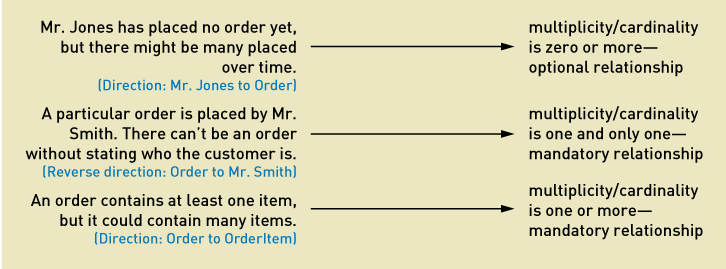 Mr. Jones has placed no order yet,
but there might be many placed
over time.
(Direction: Mr. Jones to Order)
multiplicity/cardinality
is zero or more—
optional relationship
A particular order is placed by Mr.
Smith. There can't be an order
without stating who the customer is.
(Reverse direction: Order to Mr. Smith)
multiplicity/cardinality
is one and only one—
mandatory relationship
An order contains at least one item,
but it could contain many items.
(Direction: Order to OrderItem)
multiplicity/cardinality
is one or more—
mandatory relationship